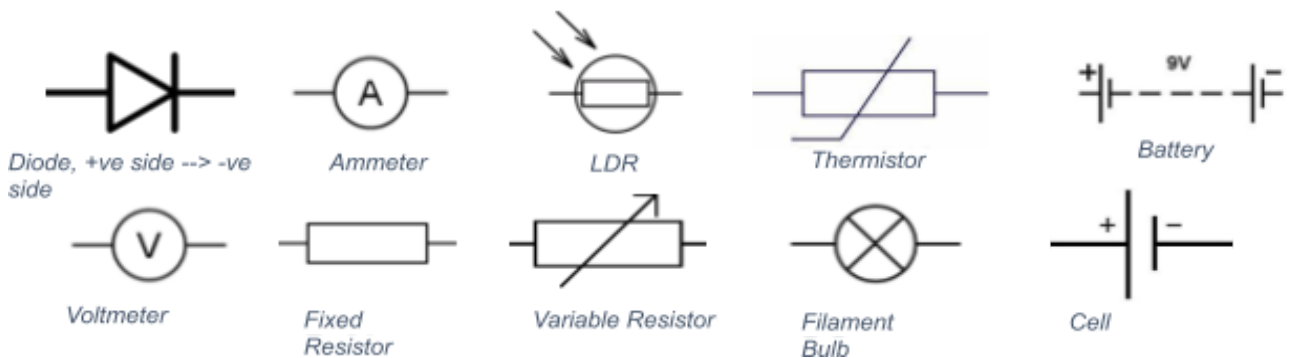 9V
+ -
A
Diode, +ve side --> -ve
side
Ammeter
LDR
Thermistor
Battery
+ -
V
Voltmeter
Fixed
Resistor
Variable Resistor
Filament
Bulb
Cell